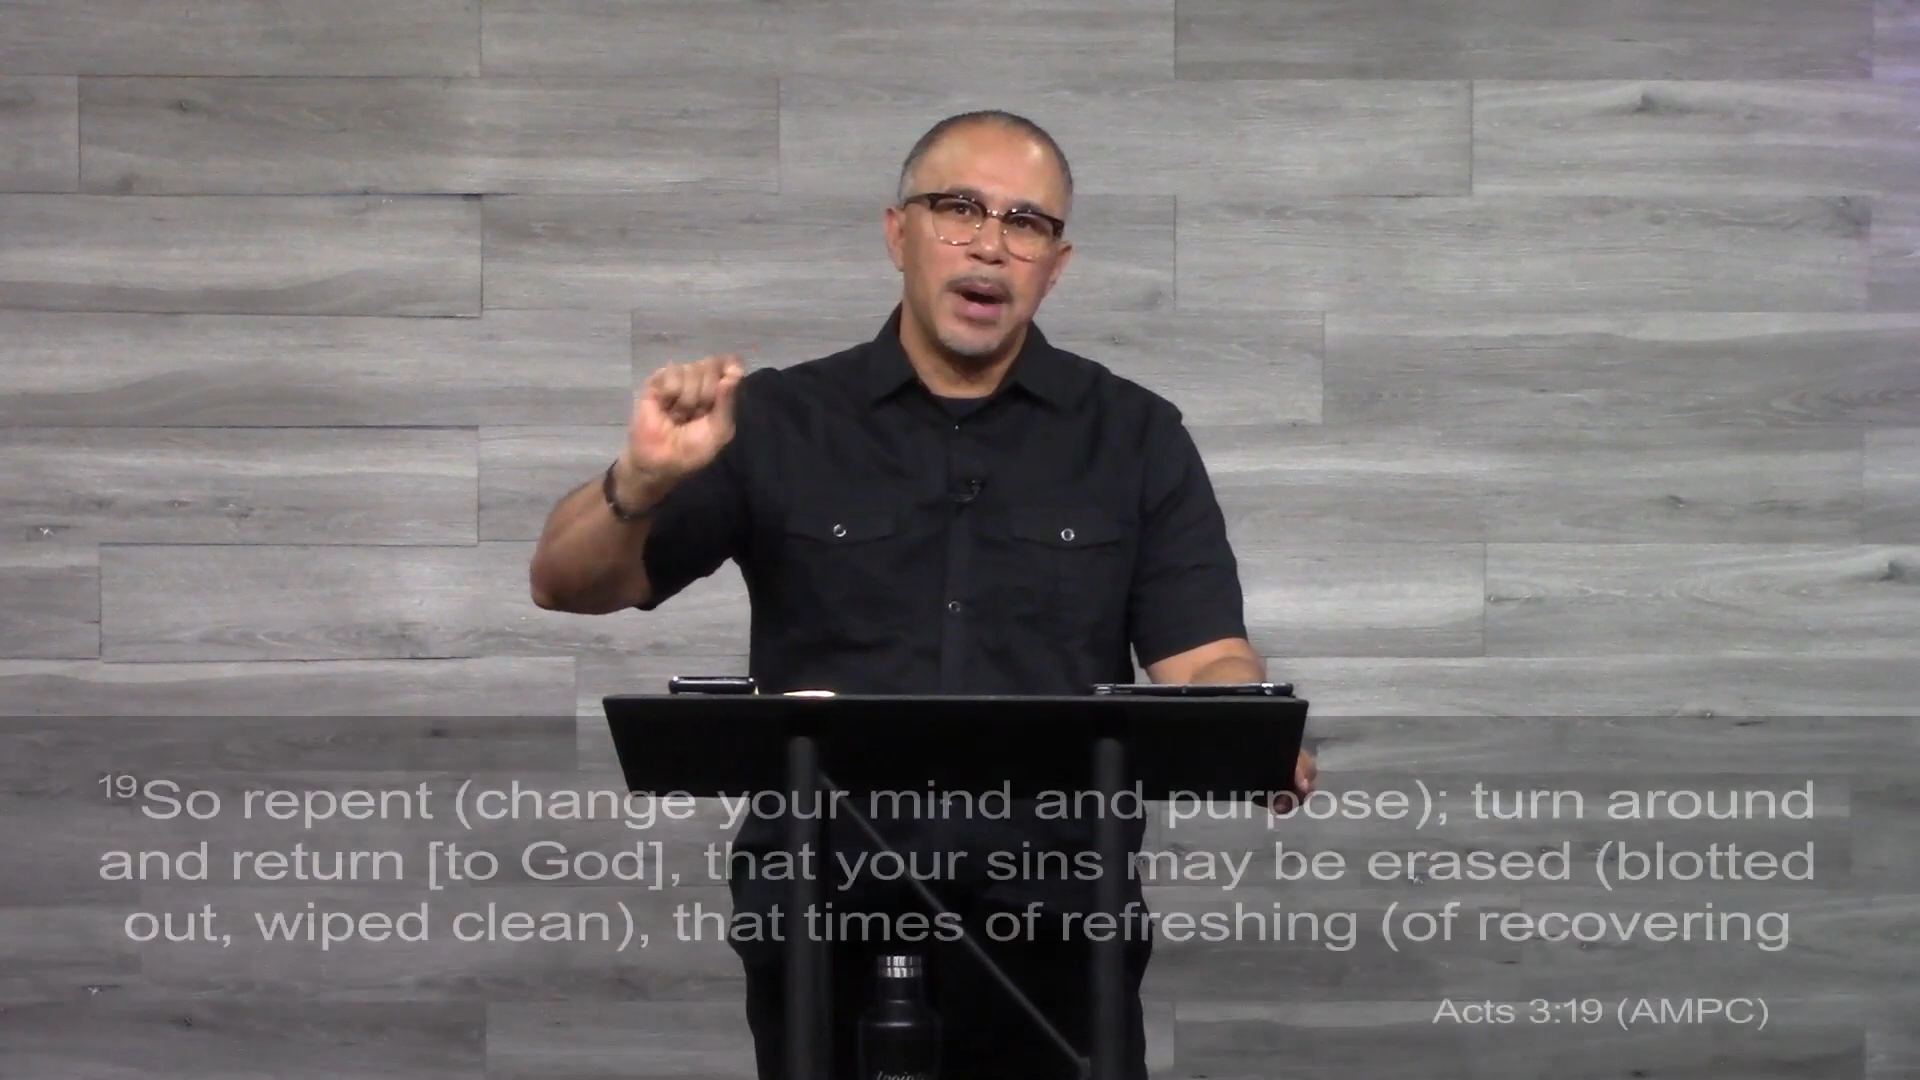 19So repent (change your mind and purpose); turn around
and return [to God], that your sins may be erased (blotted
out, wiped clean), that times of refreshing (of recovering
Acts 3:19 (AMPC)